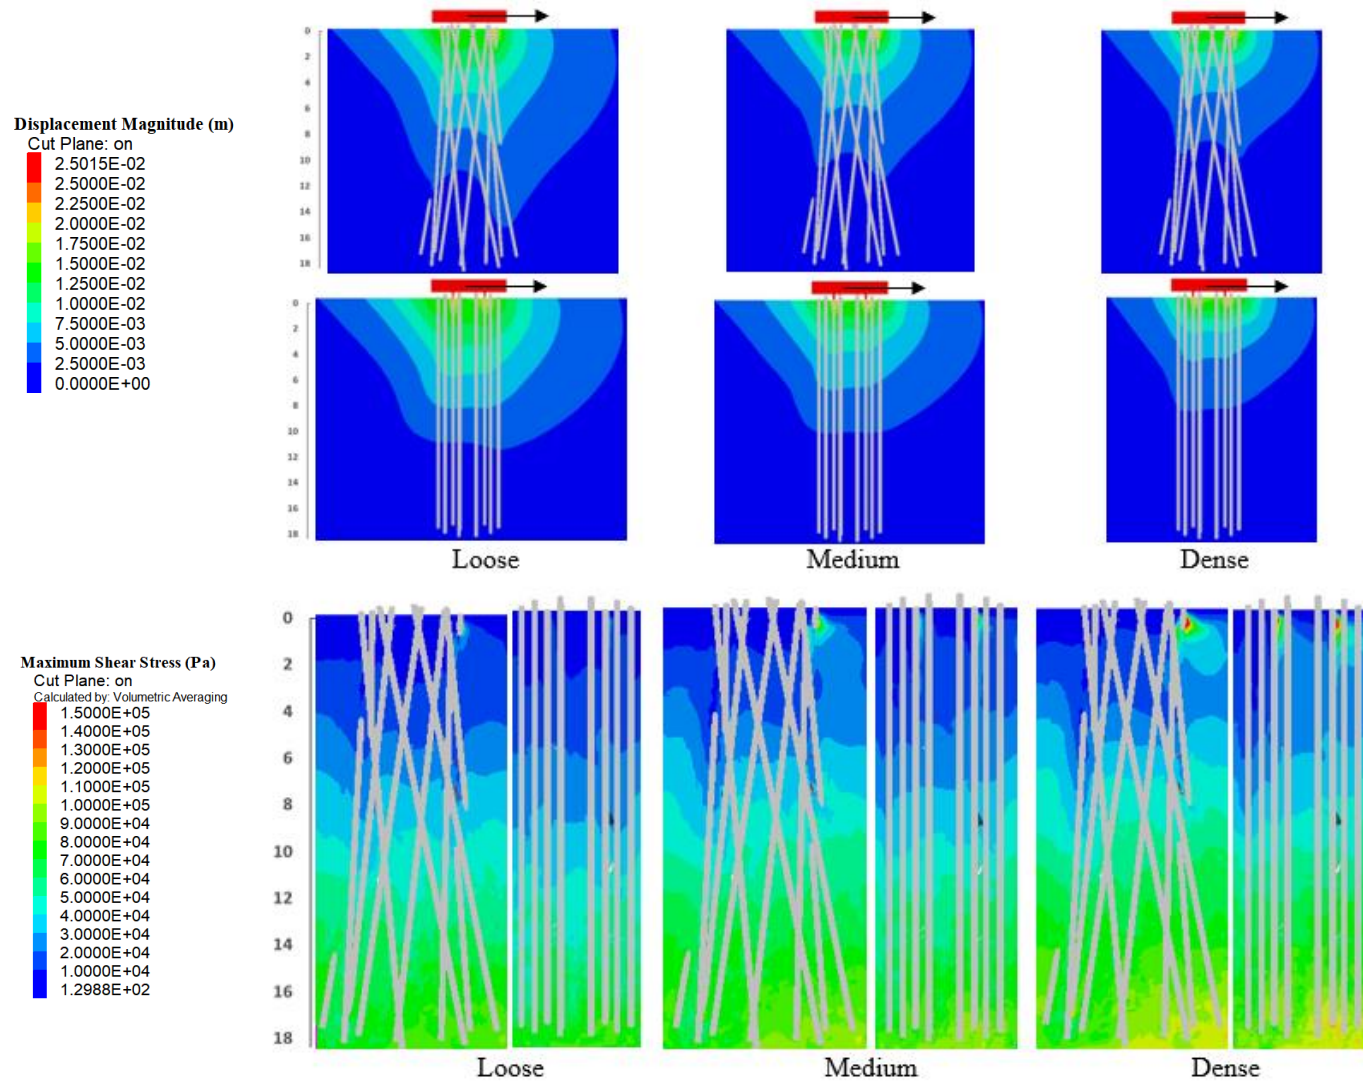 Displacement Magnitude (m)
Cut Plane: on
2.5015E-02
2.5000E-02
2.2500E-02
2.0000E-02
1.7500E-02
1.5000E-02
1.2500E-02
1.0000E-02
7.5000E-03
5.0000E-03
2.5000E-03
0.0000E+00
0
2
4
6
8
10
12
14
16
18
0
2
4
6
8
10
12
14
16
18
Loose Medium Dense
Maximum Shear Stress (Pa)
Cut Plane: on
Calculated by: Volumetric Averaging
1.5000E+05
1.4000E+05
1.3000E+05
1.2000E+05
1.1000E+05
1.0000E+05
9.0000E+04
8.0000E+04
7.0000E+04
6.0000E+04
5.0000E+04
4.0000E+04
3.0000E+04
2.0000E+04
1.0000E+04
1.2988E+02
0
2
4
6
8
10
12
14
16
18
Loose Medium Dense